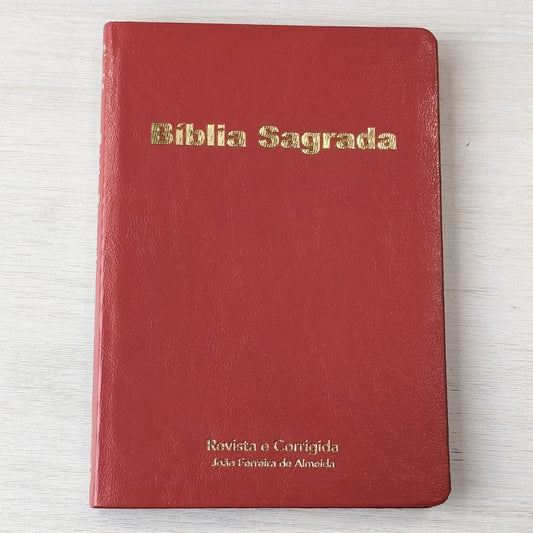 Bíblia Sagrada
Revista e Corrigida
João Ferreira de Almeida